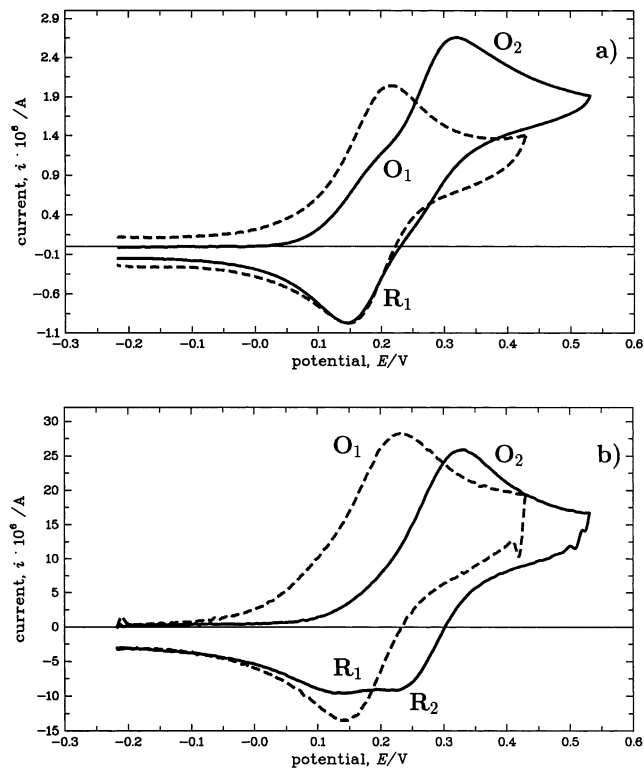 2.9
2.4
1.9
1.4
0.9
0.4
-0.1
-0.6
-1.1
current, i · 10⁶ /A
O₂
a)
O₁
R₁
−0.3 −0.2 −0.1 −0.0 0.1 0.2 0.3 0.4 0.5 0.6
potential, E/V
30
25
20
15
10
5
0
-5
-10
-15
current, i · 10⁶ /A
O₁
O₂
b)
R₁
R₂
−0.3 −0.2 −0.1 −0.0 0.1 0.2 0.3 0.4 0.5 0.6
potential, E/V